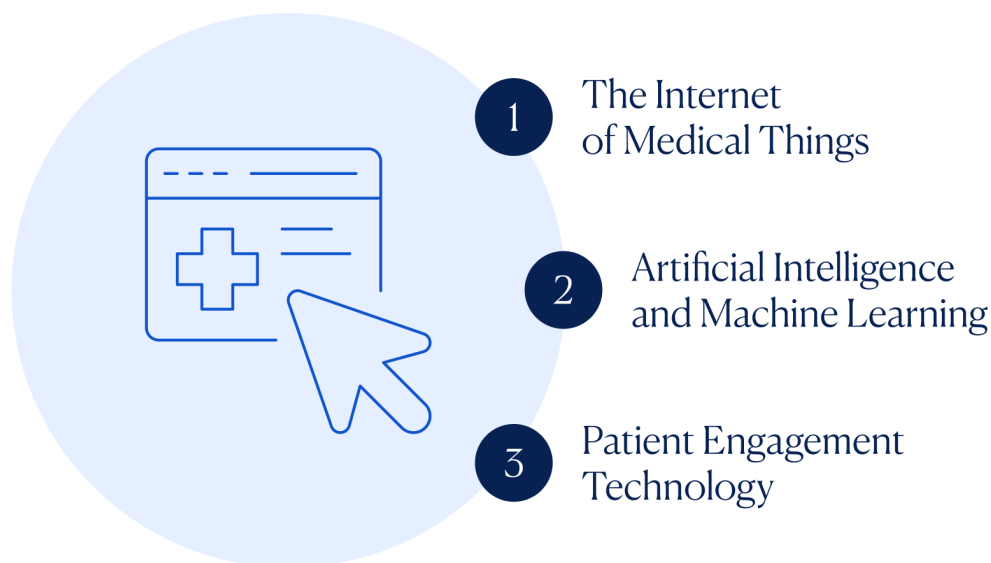 1
The Internet
of Medical Things
2
Artificial Intelligence
and Machine Learning
3
Patient Engagement
Technology